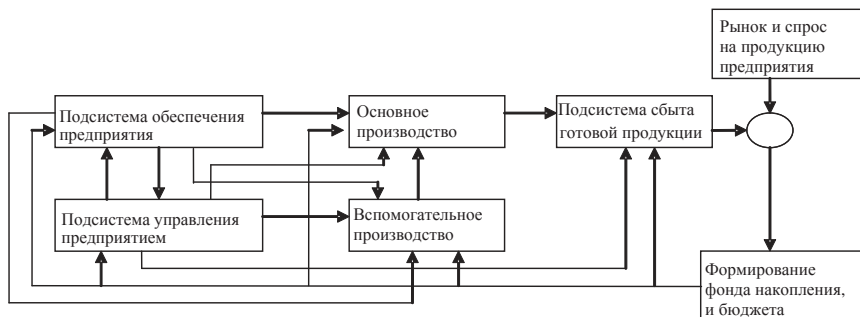 Рынок и спрос
на продукцию
предприятия
Подсистема обеспечения
предприятия
Основное
производство
Подсистема сбыта
готовой продукции
Подсистема управления
предприятием
Вспомогательное
производство
Формирование
фонда накопления,
и бюджета